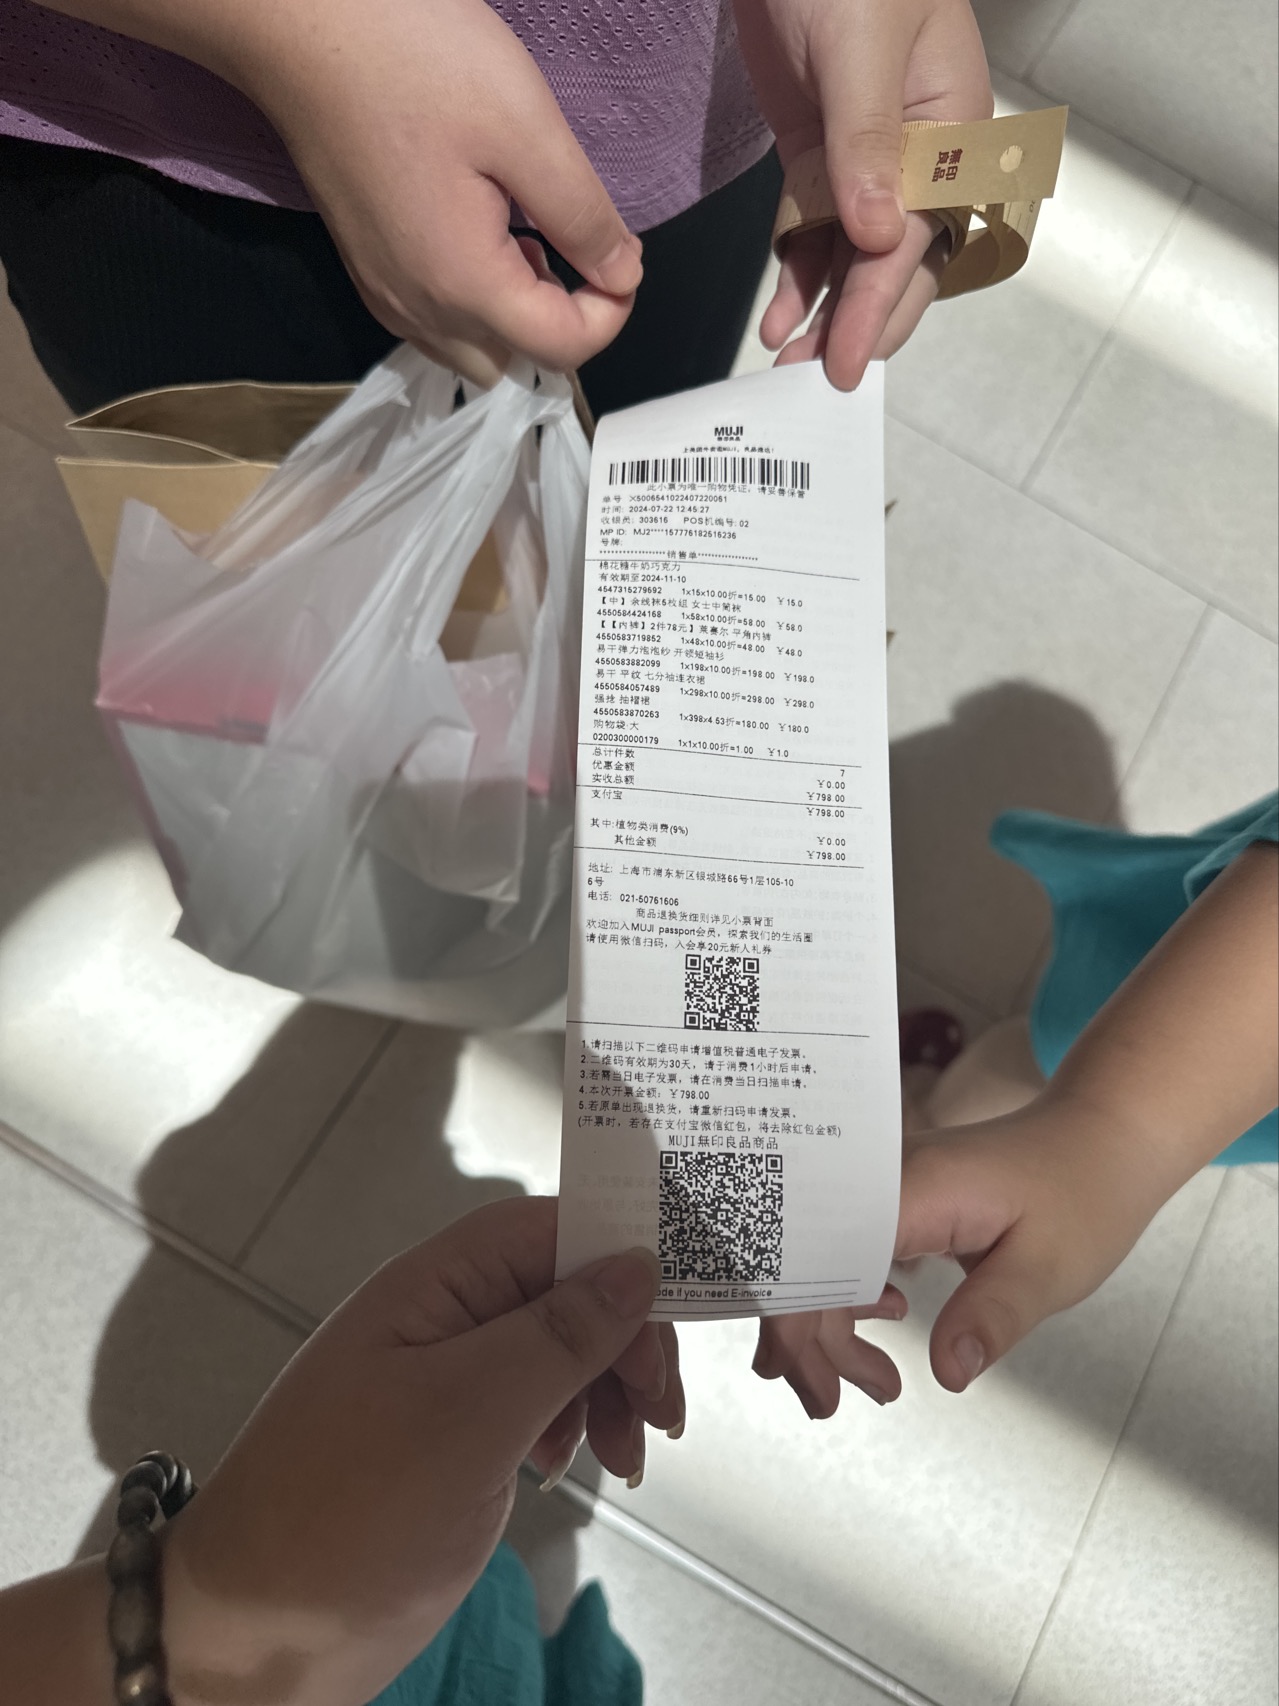 無印
良品
MUJI
無印良品
此小票为唯一购物凭证，请妥善保管
单号 X5006541022407220061
时间: 2024-07-22 12:45:27
收银员: 303616 POS机编号: 02
MP ID: MJ2****157776182515236
号牌:
销售单
棉花糖牛奶巧克力
有效期至2024-11-10
4547315279692 1x15x10.00折=15.00 ￥15.0
【中】余线袜5枚组 女士中筒袜
4550584424168 1x58x10.00折=58.00 ￥58.0
【【内裤】2件78元】莱赛尔 平角内裤
4550583719852 1x48x10.00折=48.00 ￥48.0
易干弹力泡泡纱 开领短袖衫
4550583882099 1x198x10.00折=198.00 ￥198.0
易干 平纹 七分袖连衣裙
4550584057489 1x298x10.00折=298.00 ￥298.0
强捻 抽褶裙
4550583870263 1x398x4.53折=180.00 ￥180.0
购物袋-大
0200300000179 1x1x10.00折=1.00 ￥1.0
总计件数 7
优惠金额 ￥0.00
实收总额 ￥798.00
支付宝 ￥798.00
其中:植物类消费(9%) ￥0.00
其他金额 ￥798.00
地址: 上海市浦东新区银城路66号1层105-10
6号
电话: 021-50761606
商品退换货细则详见小票背面
欢迎加入MUJI passport会员，探索我们的生活圈
请使用微信扫码，入会享20元新人礼券
1.请扫描以下二维码申请增值税普通电子发票。
2.二维码有效期为30天，请于消费1小时后申请。
3.若需当日电子发票，请在消费当日扫描申请。
4.本次开票金额: ￥798.00
5.若原单出现退换货，请重新扫码申请发票。
(开票时，若存在支付宝微信红包，将去除红包金额)
MUJI無印良品商品
if you need E-invoice